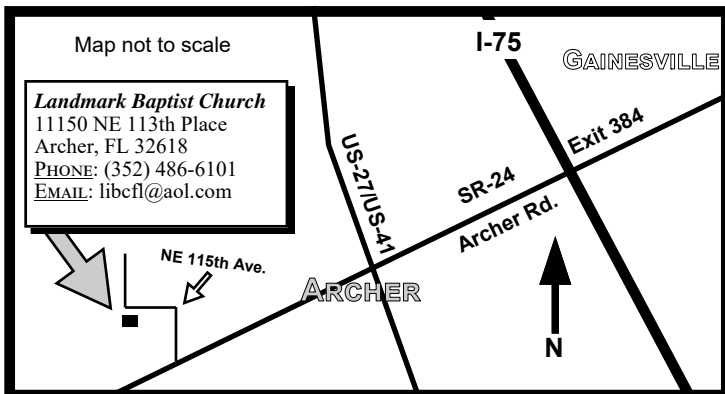 Map not to scale
I-75
GAINESVILLE
Landmark Baptist Church
11150 NE 113th Place
Archer, FL 32618
PHONE: (352) 486-6101
EMAIL: libcfl@aol.com
US-27/US-41
SR-24
Exit 384
Archer Rd.
NE 115th Ave.
ARCHER
N